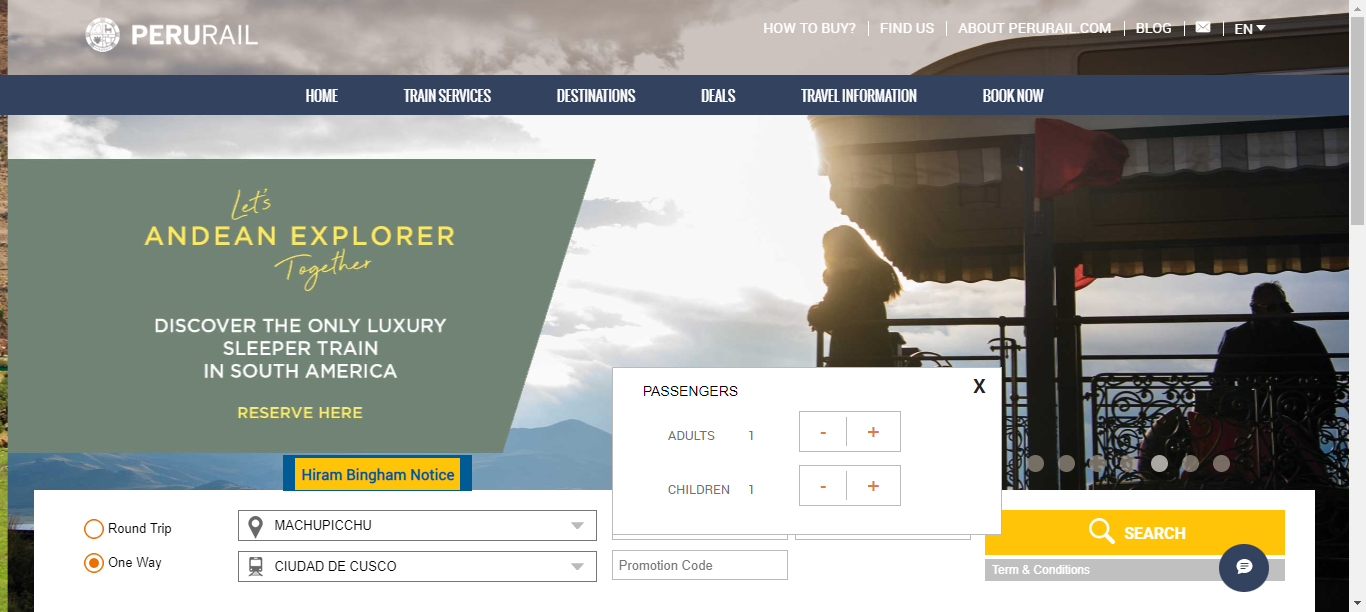 PERURAIL
HOW TO BUY?
FIND US
ABOUT PERURAIL.COM
BLOG
EN
HOME
TRAIN SERVICES
DESTINATIONS
DEALS
TRAVEL INFORMATION
BOOK NOW
Let's
ANDEAN EXPLORER
Together
DISCOVER THE ONLY LUXURY
SLEEPER TRAIN
IN SOUTH AMERICA
RESERVE HERE
PASSENGERS
X
ADULTS 1 - +
CHILDREN 1 - +
Hiram Bingham Notice
Round Trip
MACHUPICCHU
SEARCH
One Way
CIUDAD DE CUSCO
Promotion Code
Term & Conditions